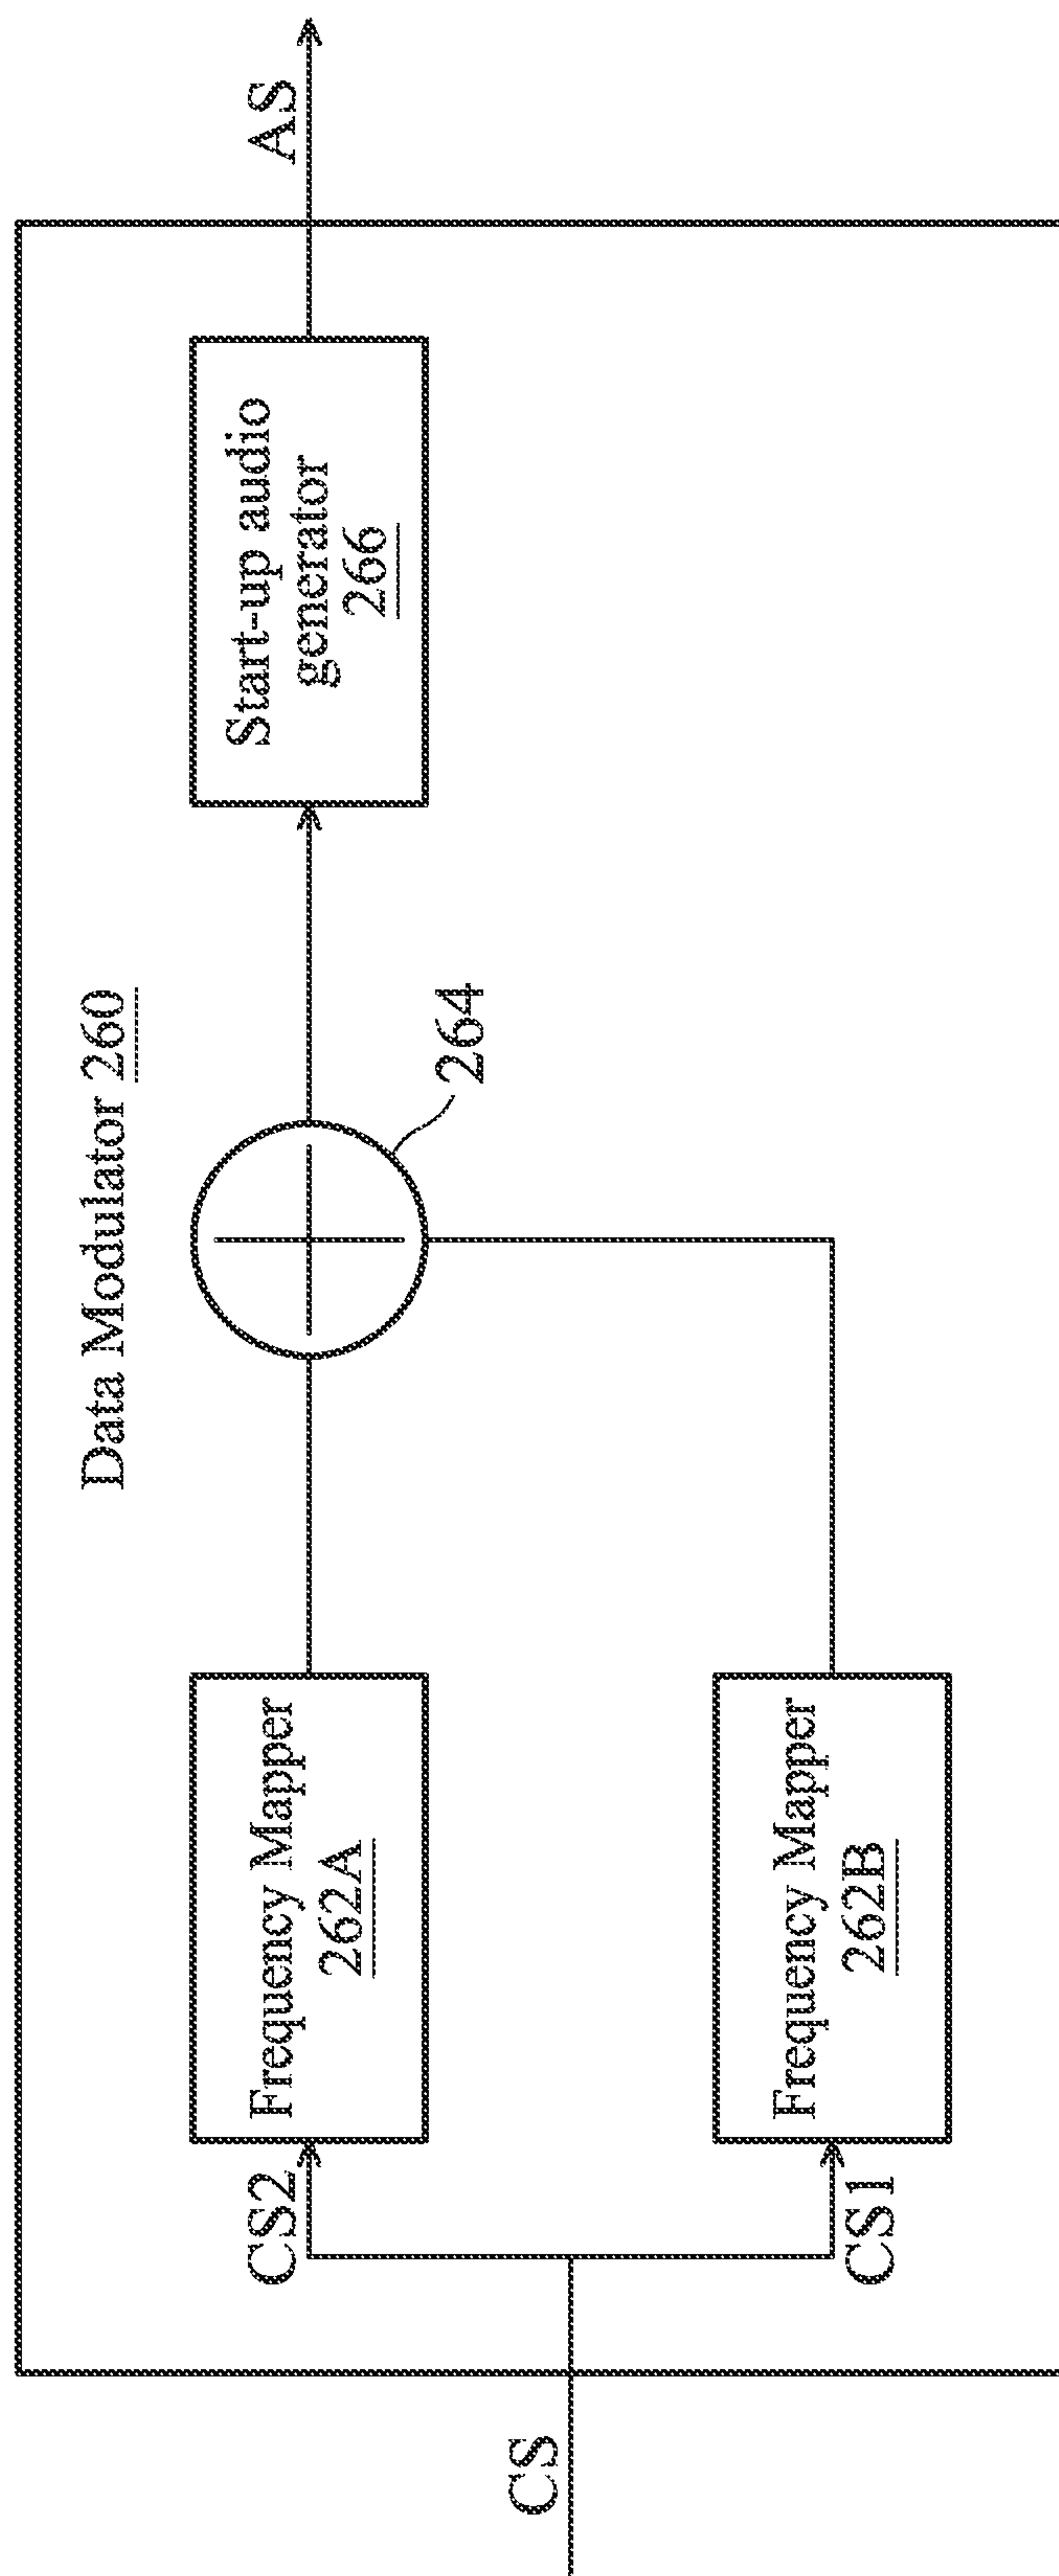 Data Modulator 260
CS
CS2
Frequency Mapper
262A
264
Start-up audio
generator
266
AS
CS1
Frequency Mapper
262B